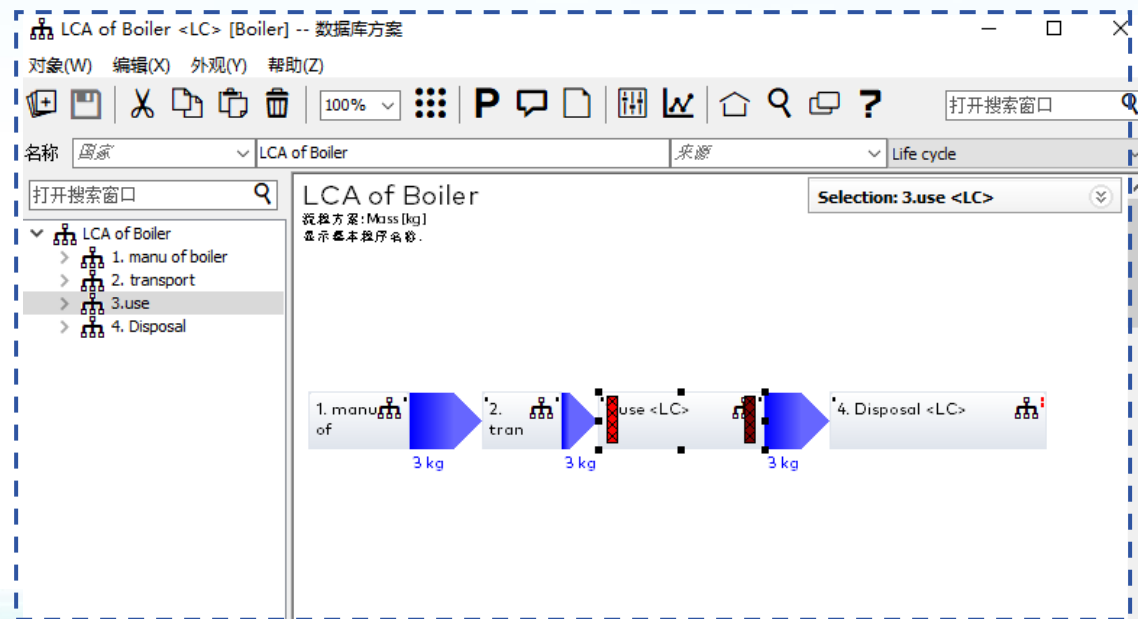 LCA of Boiler <LC> [Boiler] -- 数据库方案
对象(W) 编辑(X) 外观(Y) 帮助(Z)
100% P ? 打开搜索窗口
名称 国家 LCA of Boiler 来源 Life cycle
打开搜索窗口
LCA of Boiler
1. manu of boiler
2. transport
3.use
4. Disposal
LCA of Boiler
流程方案:Mass [kg]
显示基本程序名称.
Selection: 3.use <LC>
1. manu
of
2.
tran
use <LC>
4. Disposal <LC>
3 kg
3 kg
3 kg